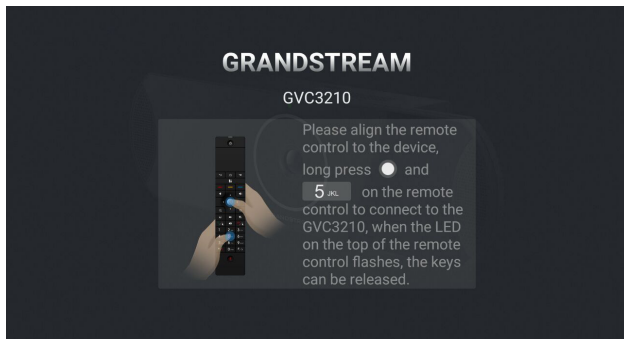 GRANDSTREAM
GVC3210
Please align the remote
control to the device,
long press and
5 JKL on the remote
control to connect to the
GVC3210, when the LED
on the top of the remote
control flashes, the keys
can be released.